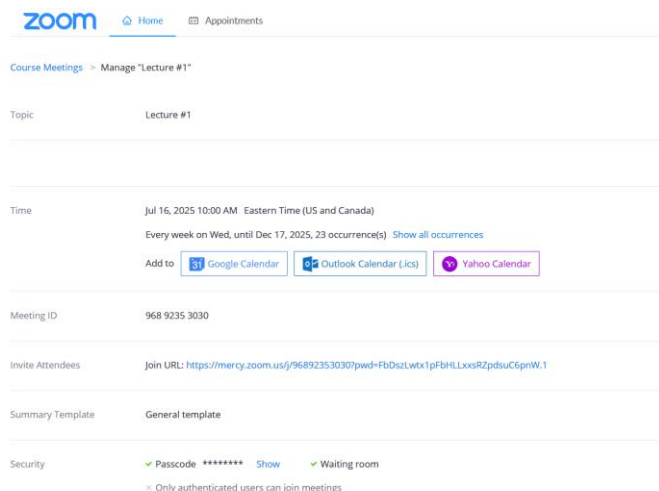 zoom Home Appointments
Course Meetings > Manage "Lecture #1"
Topic Lecture #1
Time Jul 16, 2025 10:00 AM Eastern Time (US and Canada)
Every week on Wed, until Dec 17, 2025, 23 occurrence(s) Show all occurrences
Add to 31 Google Calendar Outlook Calendar (.ics) Yahoo Calendar
Meeting ID 968 9235 3030
Invite Attendees Join URL: https://mercy.zoom.us/j/96892353030?pwd=FbDszLwtx1pFbHLLxxsRZpdsuC6pnW.1
Summary Template General template
Security ✓ Passcode ******** Show ✓ Waiting room
× Only authenticated users can join meetings